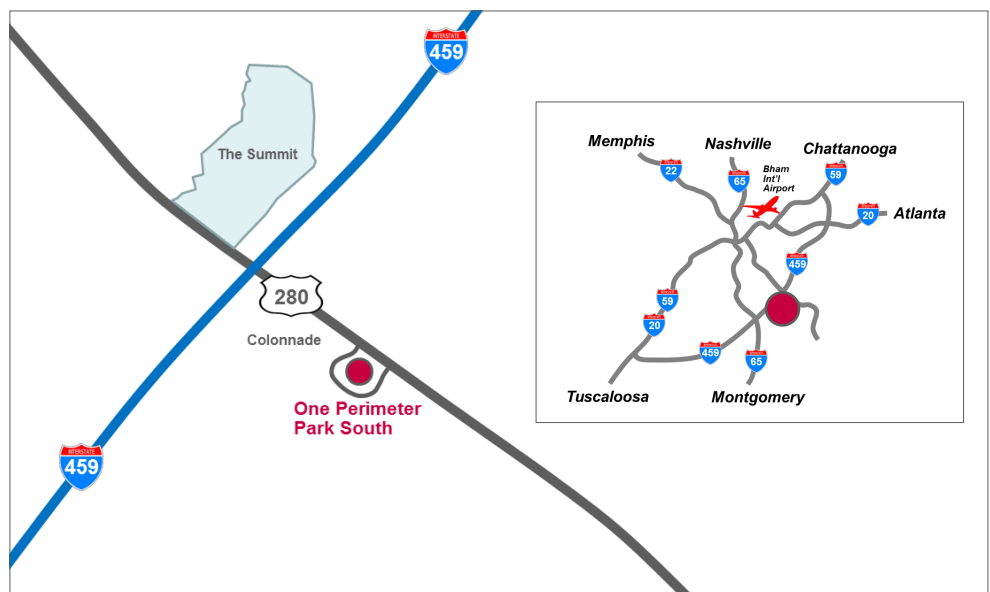 INTERSTATE
459
The Summit
280
Colonnade
One Perimeter
Park South
INTERSTATE
459
Memphis
Nashville
Chattanooga
22
65
Bham
Int'l
Airport
59
20
Atlanta
459
59
20
459
65
Tuscaloosa
Montgomery